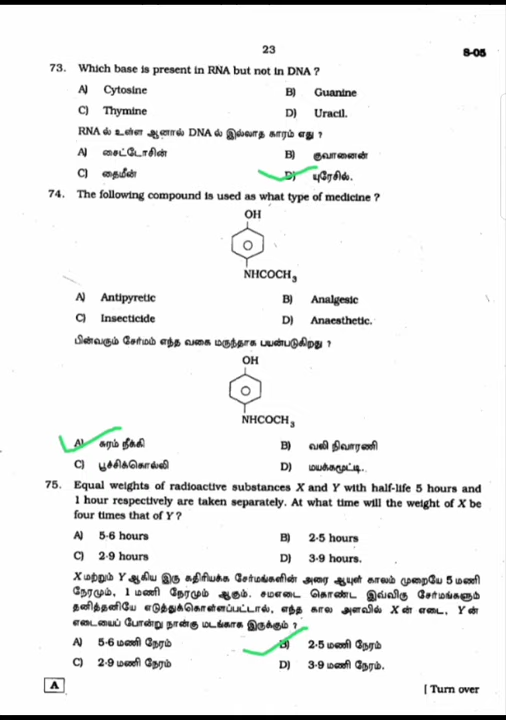 23
8-05
73. Which base is present in RNA but not in DNA ?
A) Cytosine
B) Guanine
C) Thymine
D) Uracil.
RNA ல் உள்ள ஆனால் DNA ல் இல்லாத காரம் எது ?
A) சைட்டோசின்
B) குவானைன்
C) தைமீன்
D) யுரேசில்.
74. The following compound is used as what type of medicine ?
OH
NHCOCH3
A) Antipyretic
B) Analgesic
C) Insecticide
D) Anaesthetic.
பின்வரும் சேர்மம் எந்த வகை மருந்தாக பயன்படுகிறது ?
OH
NHCOCH3
A) சுரம் நீக்கி
B) வலி நிவாரணி
C) பூச்சிக்கொல்லி
D) மயக்கமூட்டி.
75. Equal weights of radioactive substances X and Y with half-life 5 hours and
1 hour respectively are taken separately. At what time will the weight of X be
four times that of Y ?
A) 5·6 hours
B) 2·5 hours
C) 2·9 hours
D) 3·9 hours.
X மற்றும் Y ஆகிய இரு கதிரியக்க சேர்மங்களின் அரை ஆயுள் காலம் முறையே 5 மணி
நேரமும், 1 மணி நேரமும் ஆகும். சமஎடை கொண்ட இவ்விரு சேர்மங்களும்
தனித்தனியே எடுத்துக்கொள்ளப்பட்டால், எந்த கால அளவில் X ன் எடை, Y ன்
எடையைப் போன்று நான்கு மடங்காக இருக்கும் ?
A) 5·6 மணி நேரம்
B) 2·5 மணி நேரம்
C) 2·9 மணி நேரம்
D) 3·9 மணி நேரம்.
A
[ Turn over